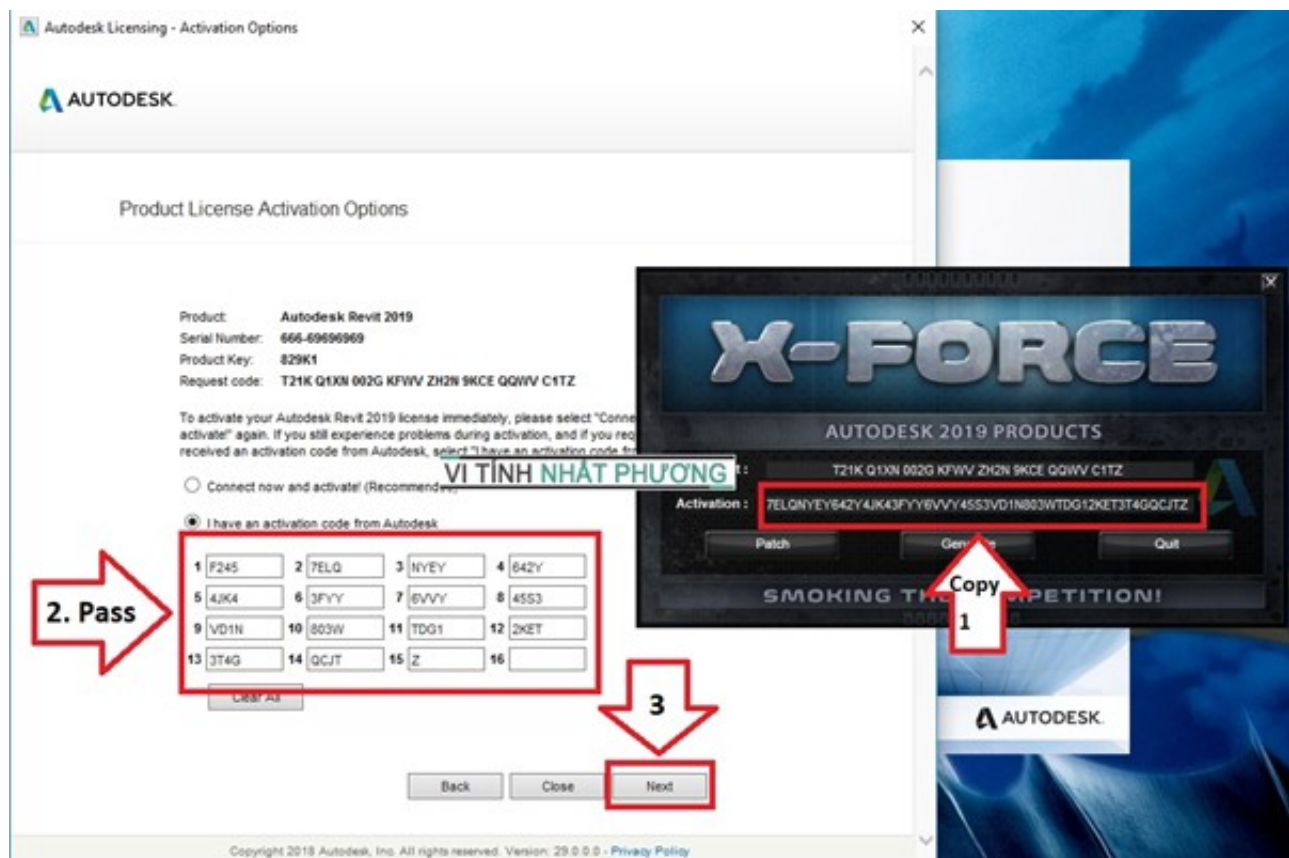 Autodesk Licensing - Activation Options
AUTODESK.
Product License Activation Options
Product: Autodesk Revit 2019
Serial Number: 666-69696969
Product Key: 829K1
Request code: T21K Q1XN 002G KFWV ZH2N 9KCE QQWV C1TZ
To activate your Autodesk Revit 2019 license immediately, please select "Conne
activate!" again. If you still experience problems during activation, and if you req
received an activation code from Autodesk, select "I have an activation code fr
Connect now and activate! (Recommended)
I have an activation code from Autodesk
1 F245 2 7ELQ 3 NYEY 4 642Y
5 4JK4 6 3FYY 7 6VVY 8 45S3
9 VD1N 10 803W 11 TDG1 12 2KET
13 3T4G 14 QCJT 15 Z 16
Clear All
2. Pass
3
Back Close Next
Copyright 2018 Autodesk, Inc. All rights reserved. Version: 29.0.0.0 - Privacy Policy
VI TÍNH NHẬT PHƯƠNG
X-FORCE
AUTODESK 2019 PRODUCTS
T21K Q1XN 002G KFWV ZH2N 9KCE QQWV C1TZ
Activation : 7ELQNYEY642Y4JK43FYY6VVY45S3VD1N803WTDG12KET3T4GQCJTZ
Patch Quit
Copy
1
SMOKING
AUTODESK.